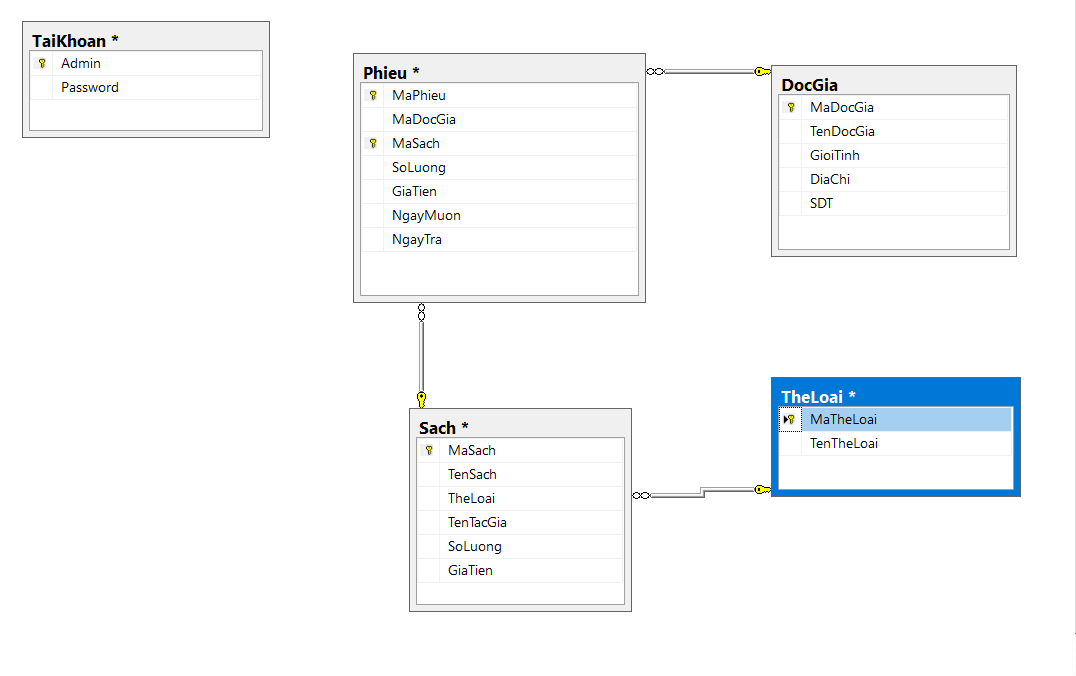 TaiKhoan *
Admin
Password
Phieu *
MaPhieu
MaDocGia
MaSach
SoLuong
GiaTien
NgayMuon
NgayTra
DocGia
MaDocGia
TenDocGia
GioiTinh
DiaChi
SDT
Sach *
MaSach
TenSach
TheLoai
TenTacGia
SoLuong
GiaTien
TheLoai *
MaTheLoai
TenTheLoai